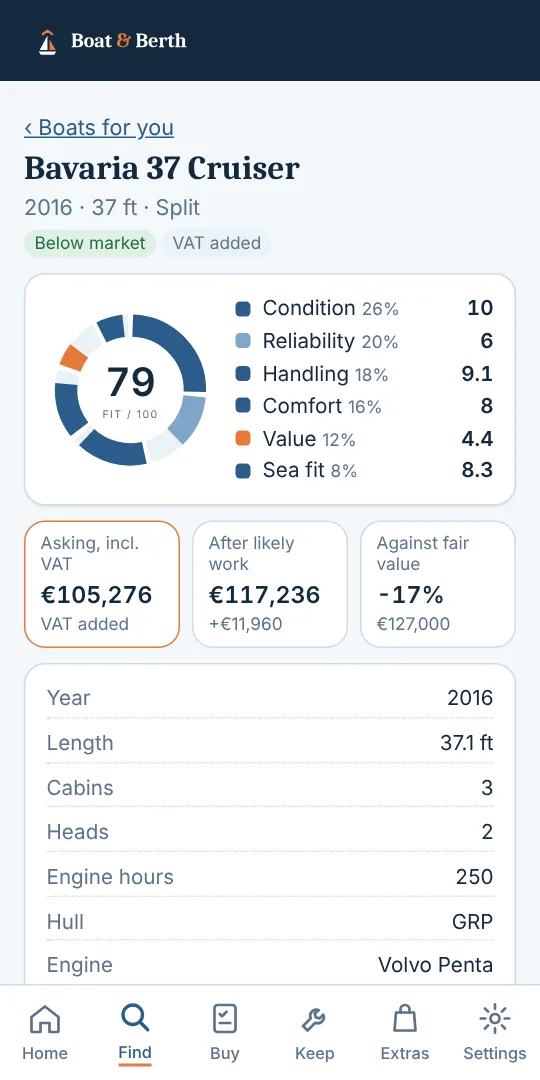 Boat & Berth
‹ Boats for you
Bavaria 37 Cruiser
2016 · 37 ft · Split
Below market VAT added
79
FIT / 100
Condition 26% 10
Reliability 20% 6
Handling 18% 9.1
Comfort 16% 8
Value 12% 4.4
Sea fit 8% 8.3
Asking, incl. VAT
€105,276
VAT added
After likely work
€117,236
+€11,960
Against fair value
-17%
€127,000
Year 2016
Length 37.1 ft
Cabins 3
Heads 2
Engine hours 250
Hull GRP
Engine Volvo Penta
Home Find Buy Keep Extras Settings